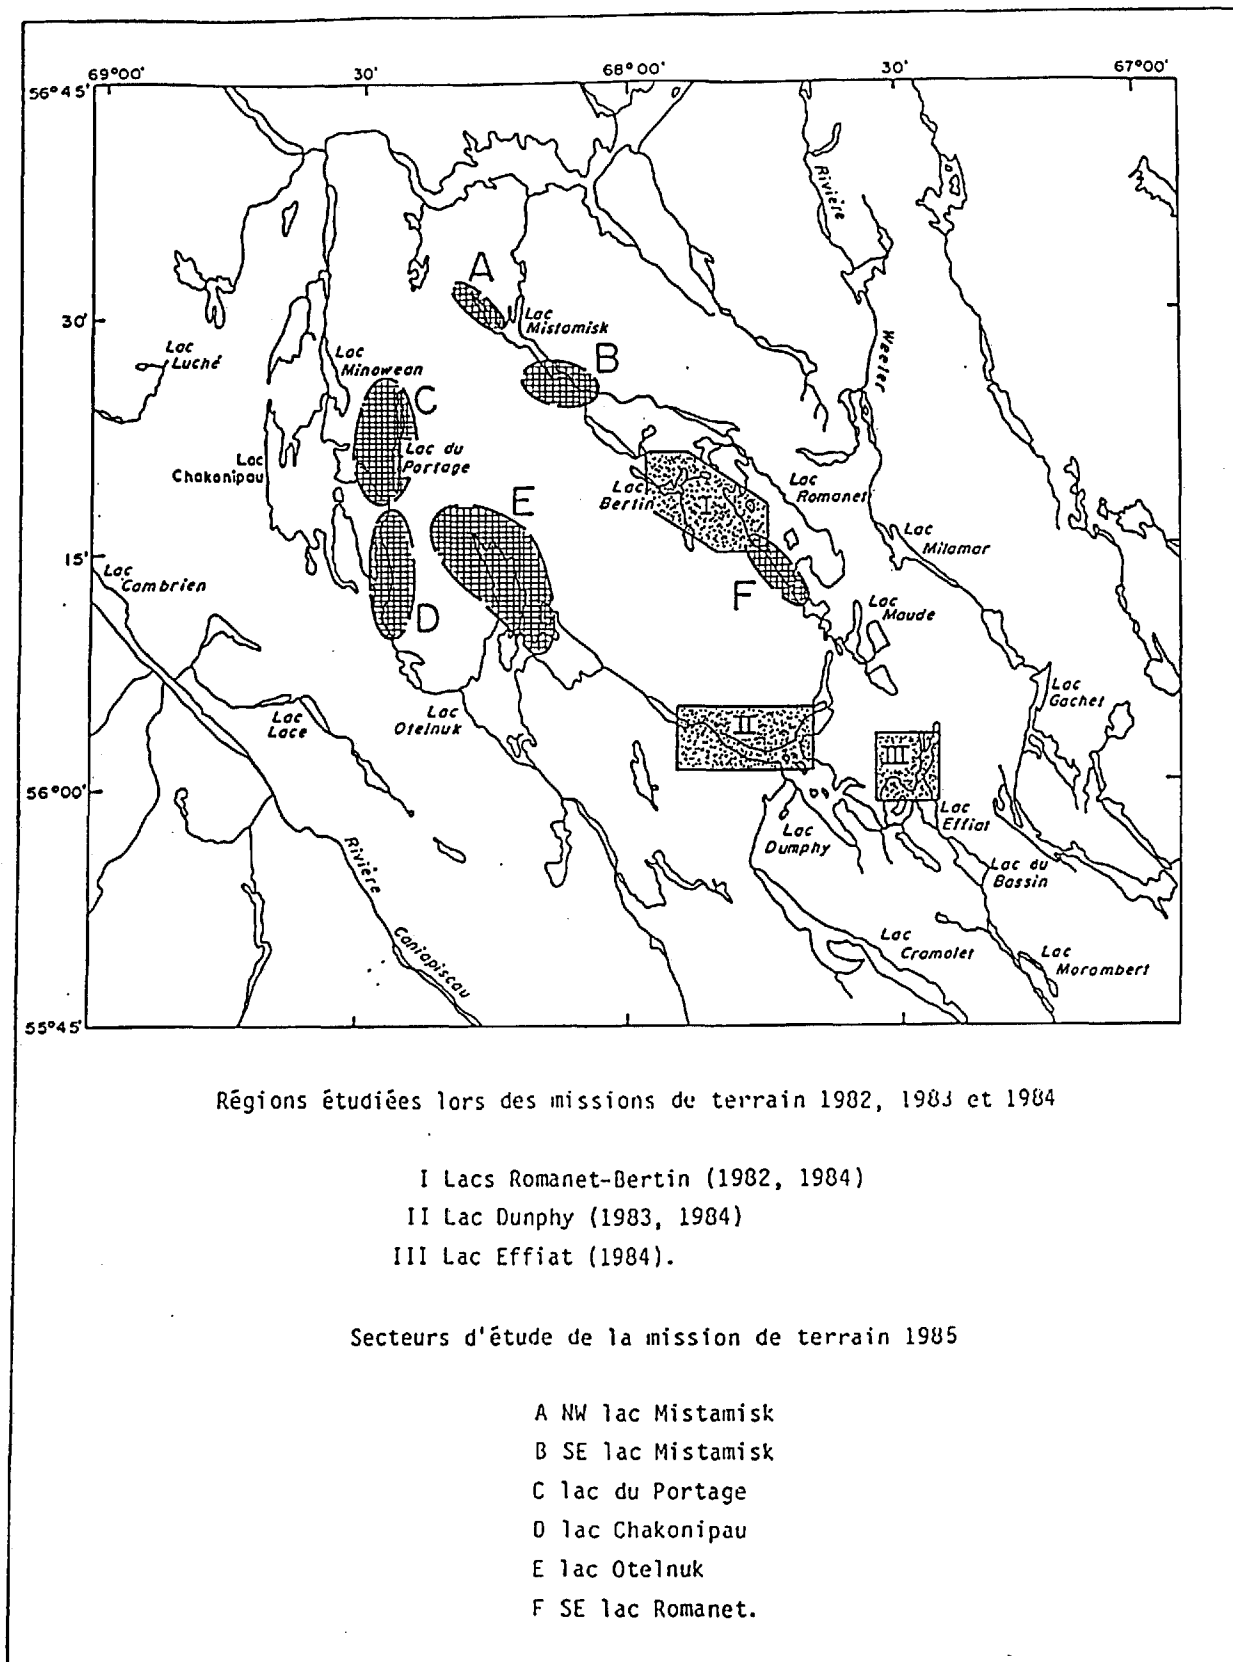 69°00'
30'
68°00'
30'
67°00'
56°45'
30'
15'
56°00'
55°45'
Rivière
Weeler
A
Lac
Mistamisk
B
Lac
Luché
Lac
Minowean
C
Lac du
Portage
Lac
Chakonipau
E
Lac
Bertin
I
Lac
Romanet
Lac
Milamar
Lac
Cambrien
D
F
Lac
Maude
Lac
Gachet
Lac
Lace
Lac
Otelnuk
II
III
Lac
Effiat
Lac
Dumphy
Lac du
Bassin
Rivière
Caniapiscau
Lac
Cramolet
Lac
Morambert
Régions étudiées lors des missions de terrain 1982, 1983 et 1984
I Lacs Romanet-Bertin (1982, 1984)
II Lac Dunphy (1983, 1984)
III Lac Effiat (1984).
Secteurs d'étude de la mission de terrain 1985
A NW lac Mistamisk
B SE lac Mistamisk
C lac du Portage
D lac Chakonipau
E lac Otelnuk
F SE lac Romanet.